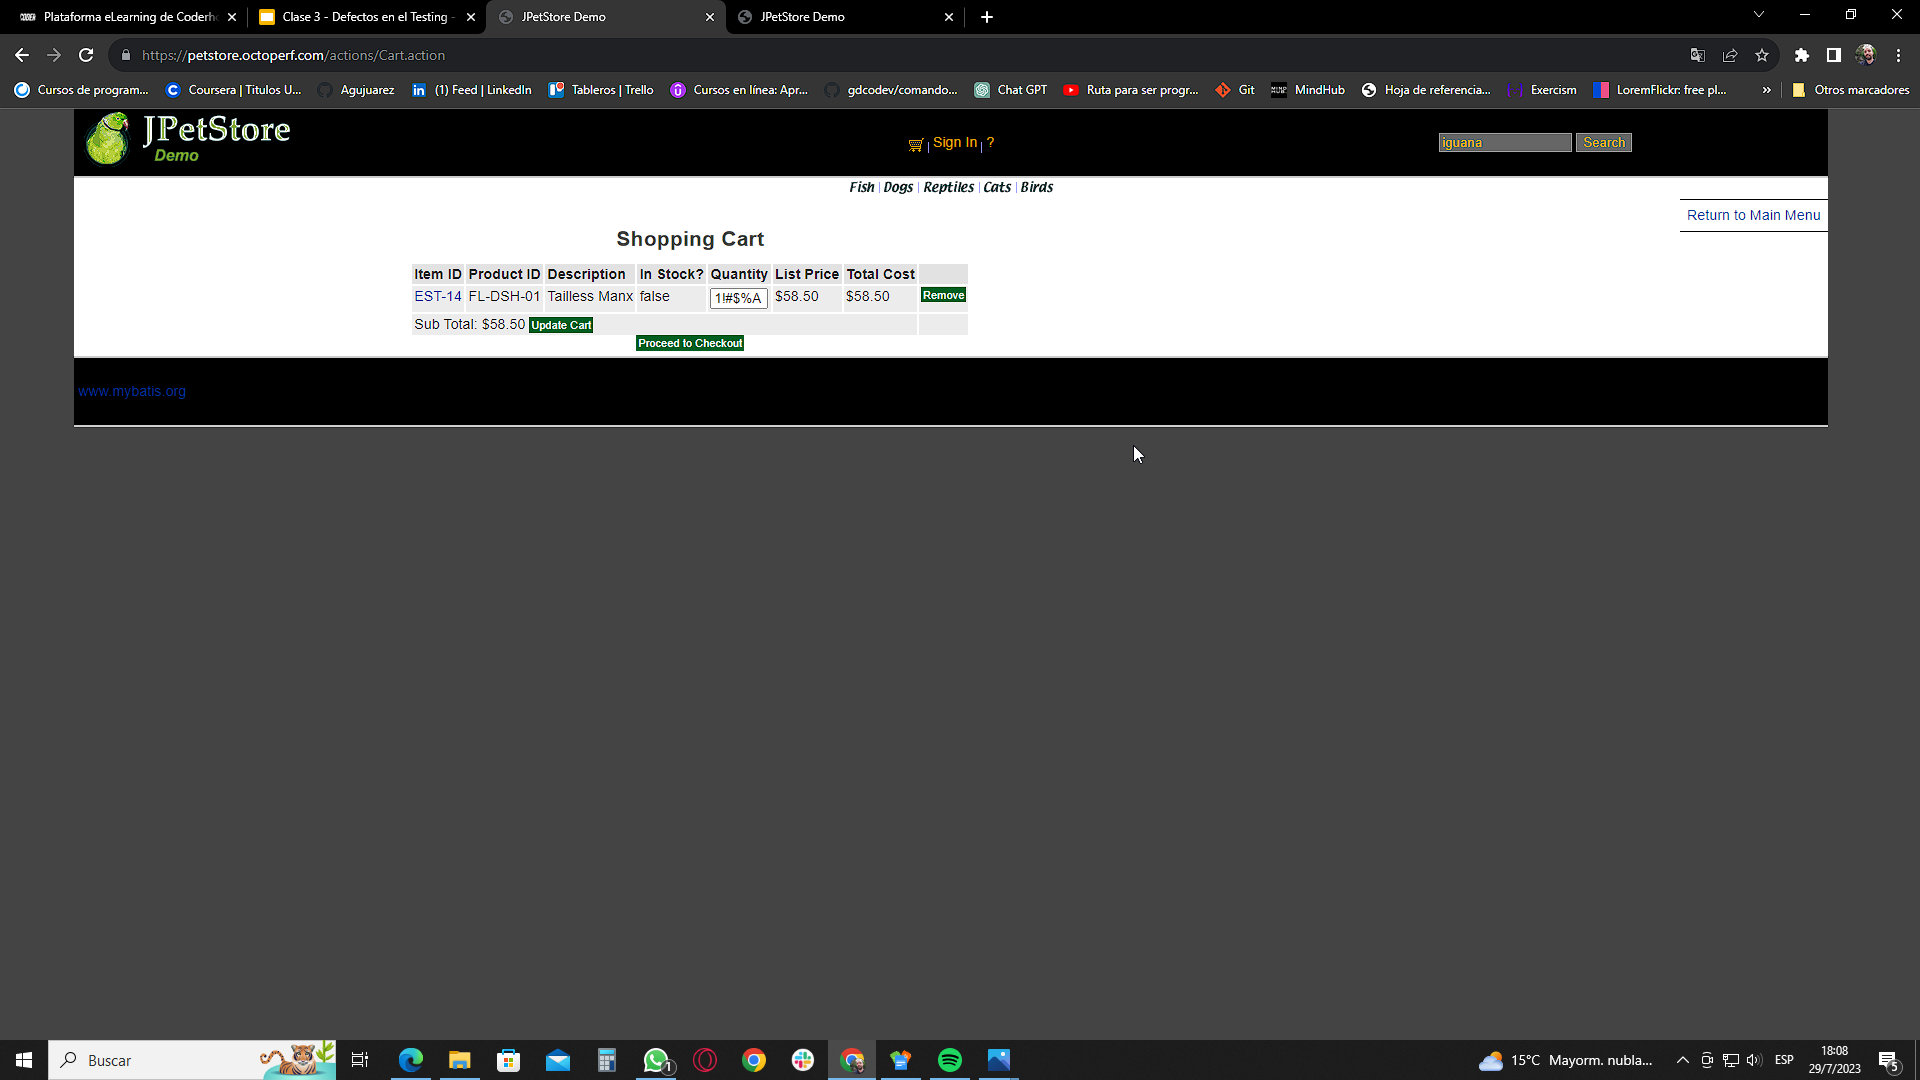 Plataforma eLearning de Coderh
Clase 3 - Defectos en el Testing -
JPetStore Demo
JPetStore Demo
https://petstore.octoperf.com/actions/Cart.action
Cursos de program...
Coursera | Titulos U...
Agujuarez
(1) Feed | LinkedIn
Tableros | Trello
Cursos en línea: Apr...
gdcodev/comando...
Chat GPT
Ruta para ser progr...
Git
MindHub
Hoja de referencia...
Exercism
LoremFlickr: free pl...
»
Otros marcadores
JPetStore
Demo
| Sign In | ?
iguana
Search
Fish | Dogs | Reptiles | Cats | Birds
Return to Main Menu
Shopping Cart
Item ID Product ID Description In Stock? Quantity List Price Total Cost
EST-14 FL-DSH-01 Tailless Manx false 1!#$%A $58.50 $58.50 Remove
Sub Total: $58.50 Update Cart
Proceed to Checkout
www.mybatis.org
Buscar
1
15°C Mayorm. nubla...
ESP
18:08
29/7/2023
5